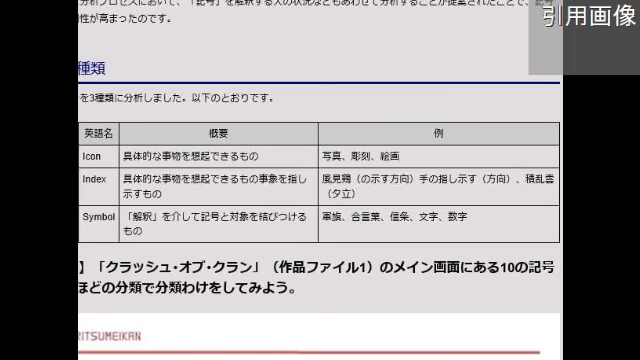 引用画像
分析プロセスにおいて、「記号」を解釈する人の状況などもあわせて分析することが提案されたことで、記号
性が高まったのです。
種類
を3種類に分析しました。以下のとおりです。
英語名 概要 例
Icon 具体的な事物を想起できるもの 写真、彫刻、絵画
Index 具体的な事物を想起できるもの事象を指し 風見鶏（の示す方向）手の指し示す（方向）、積乱雲
示すもの （夕立）
Symbol 「解釈」を介して記号と対象を結びつける 軍旗、合言葉、信条、文字、数字
もの
】「クラッシュ・オブ・クラン」（作品ファイル1）のメイン画面にある10の記号
ほどの分類で分類わけをしてみよう。
RITSUMEIKAN